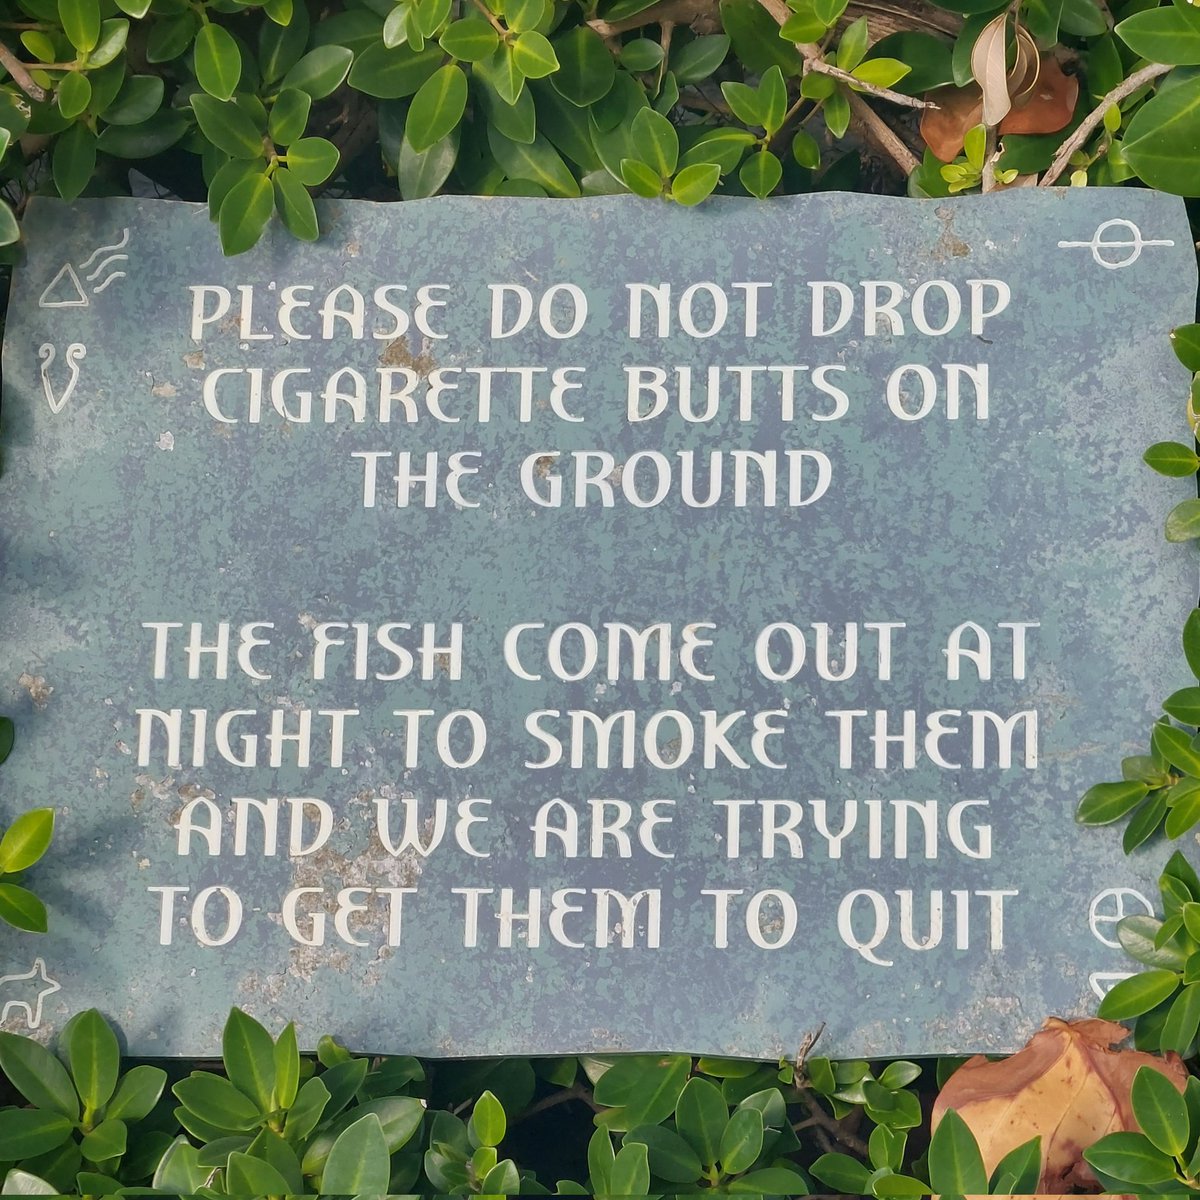 PLEASE DO NOT DROP
CIGARETTE BUTTS ON
THE GROUND
THE FISH COME OUT AT
NIGHT TO SMOKE THEM
AND WE ARE TRYING
TO GET THEM TO QUIT